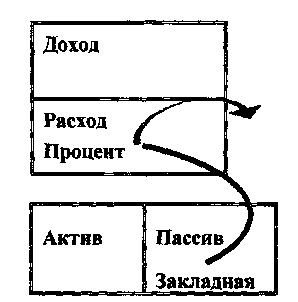 Доход
Расход
Процент
Актив
Пассив
Закладная